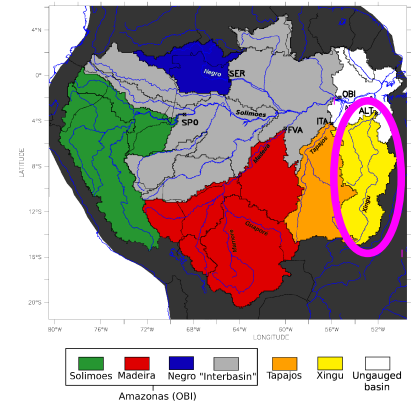 4°N
0°
4°S
8°S
12°S
16°S
20°S
LATITUDE
80°W
76°W
72°W
68°W
64°W
60°W
56°W
52°W
LONGITUDE
Negro
SER
OBI
ALT
Solimoes
SPO
FVA
ITA
Madeira
Tapajos
Xingu
Guapore
Solimoes
Madeira
Negro
"Interbasin"
Tapajos
Xingu
Ungauged
basin
Amazonas (OBI)